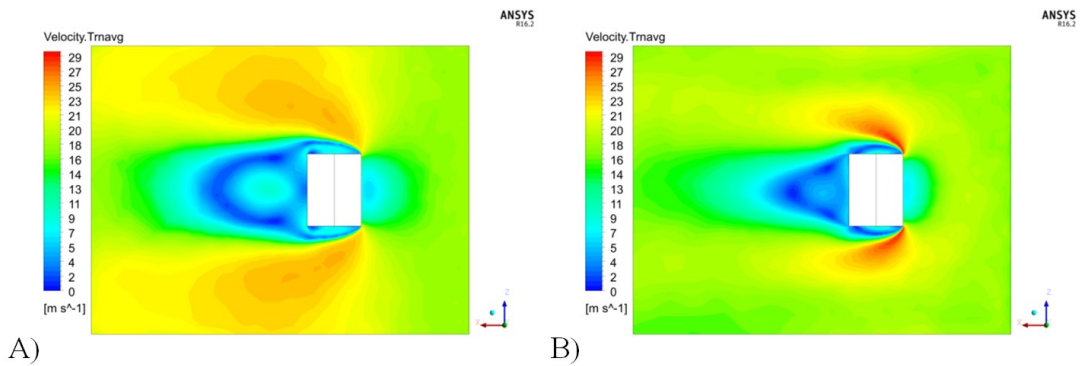 ANSYS
R16.2
Velocity.Trnavg
29
27
25
23
21
20
18
16
14
13
11
9
7
5
4
2
0
[m s^-1]
Z
X
A)
ANSYS
R16.2
Velocity.Trnavg
29
27
25
23
21
20
18
16
14
13
11
9
7
5
4
2
0
[m s^-1]
Z
X
B)